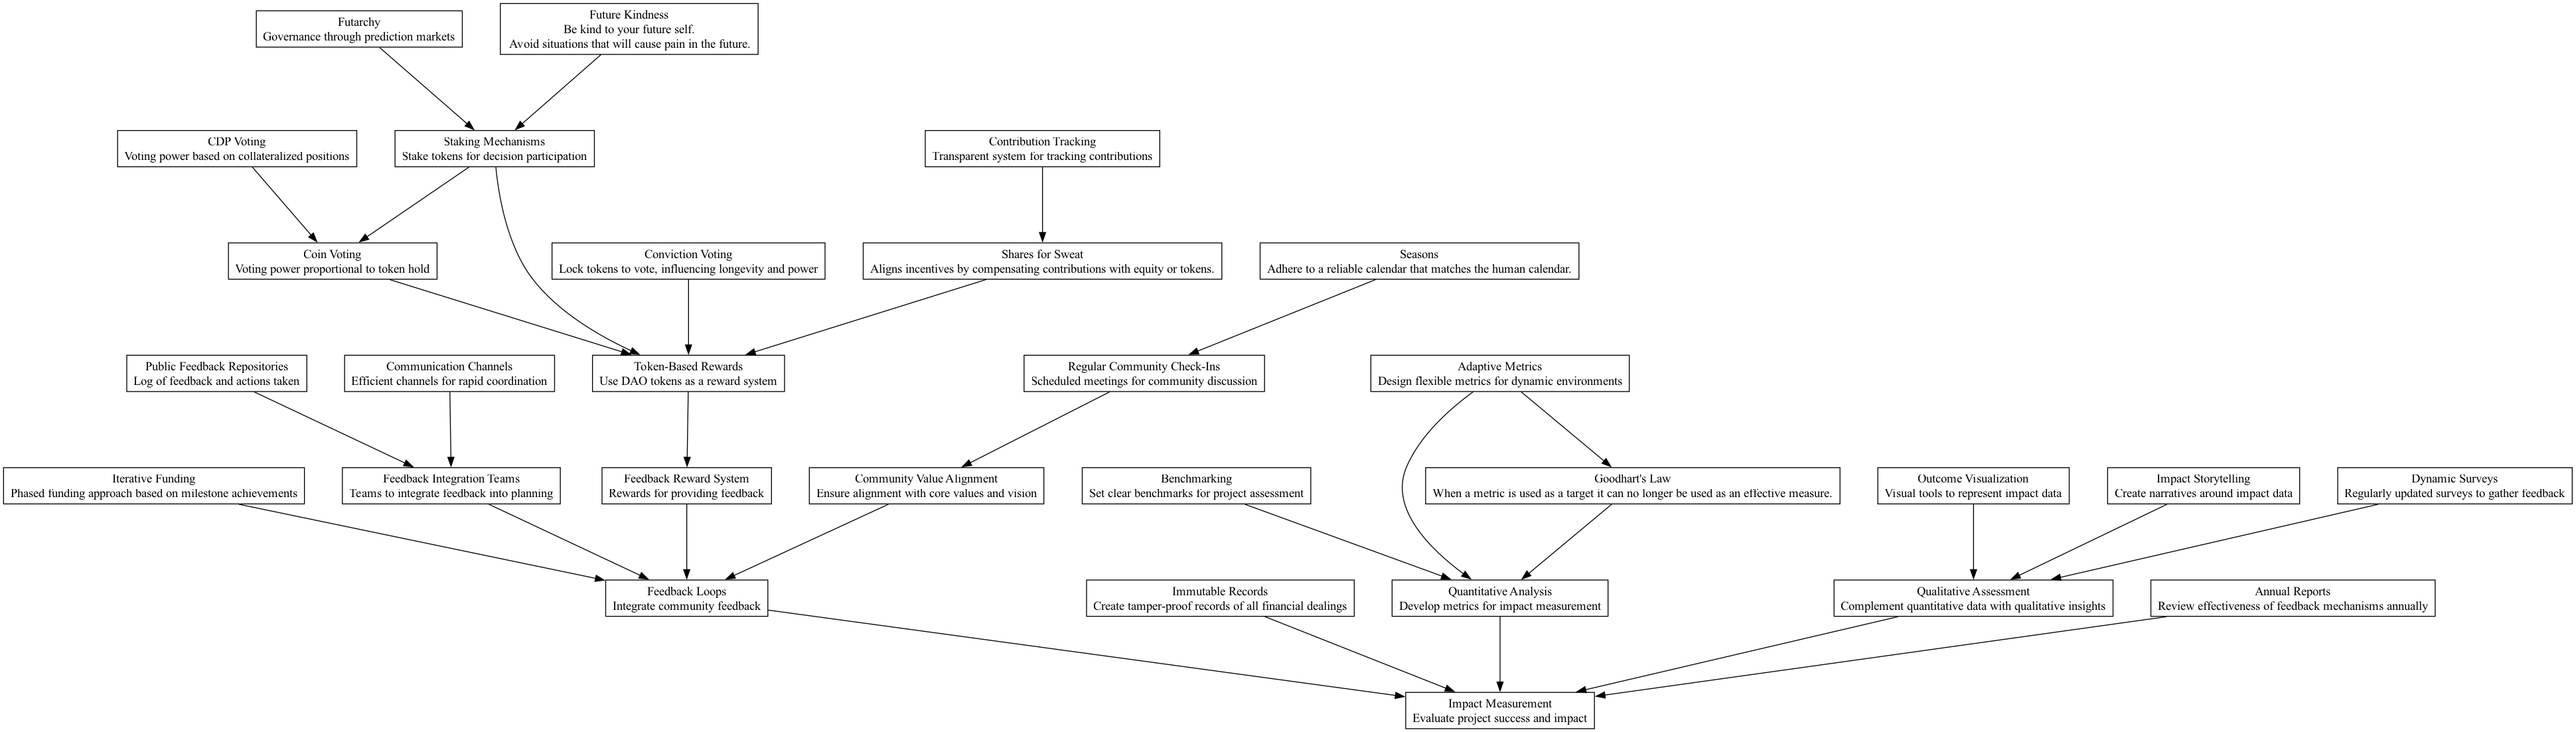 Futarchy
Governance through prediction markets
Future Kindness
Be kind to your future self.
Avoid situations that will cause pain in the future.
CDP Voting
Voting power based on collateralized positions
Staking Mechanisms
Stake tokens for decision participation
Contribution Tracking
Transparent system for tracking contributions
Coin Voting
Voting power proportional to token hold
Conviction Voting
Lock tokens to vote, influencing longevity and power
Shares for Sweat
Aligns incentives by compensating contributions with equity or tokens.
Seasons
Adhere to a reliable calendar that matches the human calendar.
Public Feedback Repositories
Log of feedback and actions taken
Communication Channels
Efficient channels for rapid coordination
Token-Based Rewards
Use DAO tokens as a reward system
Regular Community Check-Ins
Scheduled meetings for community discussion
Adaptive Metrics
Design flexible metrics for dynamic environments
Iterative Funding
Phased funding approach based on milestone achievements
Feedback Integration Teams
Teams to integrate feedback into planning
Feedback Reward System
Rewards for providing feedback
Community Value Alignment
Ensure alignment with core values and vision
Benchmarking
Set clear benchmarks for project assessment
Goodhart's Law
When a metric is used as a target it can no longer be used as an effective measure.
Outcome Visualization
Visual tools to represent impact data
Impact Storytelling
Create narratives around impact data
Dynamic Surveys
Regularly updated surveys to gather feedback
Feedback Loops
Integrate community feedback
Immutable Records
Create tamper-proof records of all financial dealings
Quantitative Analysis
Develop metrics for impact measurement
Qualitative Assessment
Complement quantitative data with qualitative insights
Annual Reports
Review effectiveness of feedback mechanisms annually
Impact Measurement
Evaluate project success and impact